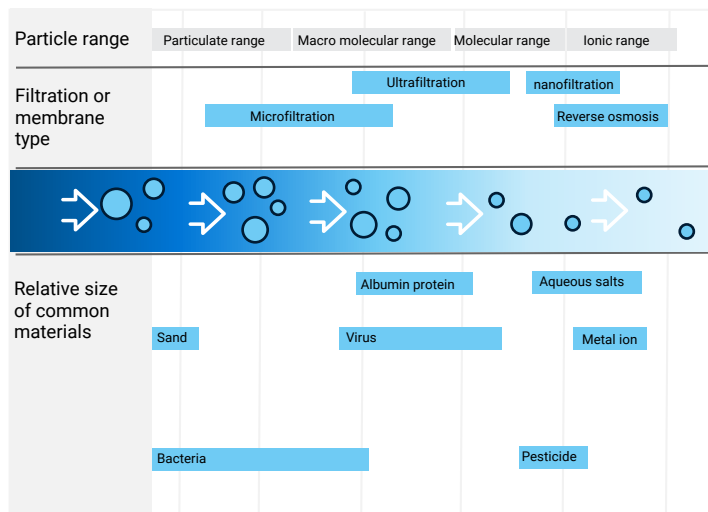 Particle range
Particulate range
Macro molecular range
Molecular range
Ionic range
Filtration or
membrane
type
Ultrafiltration
nanofiltration
Microfiltration
Reverse osmosis
Relative size
of common
materials
Albumin protein
Aqueous salts
Sand
Virus
Metal ion
Bacteria
Pesticide